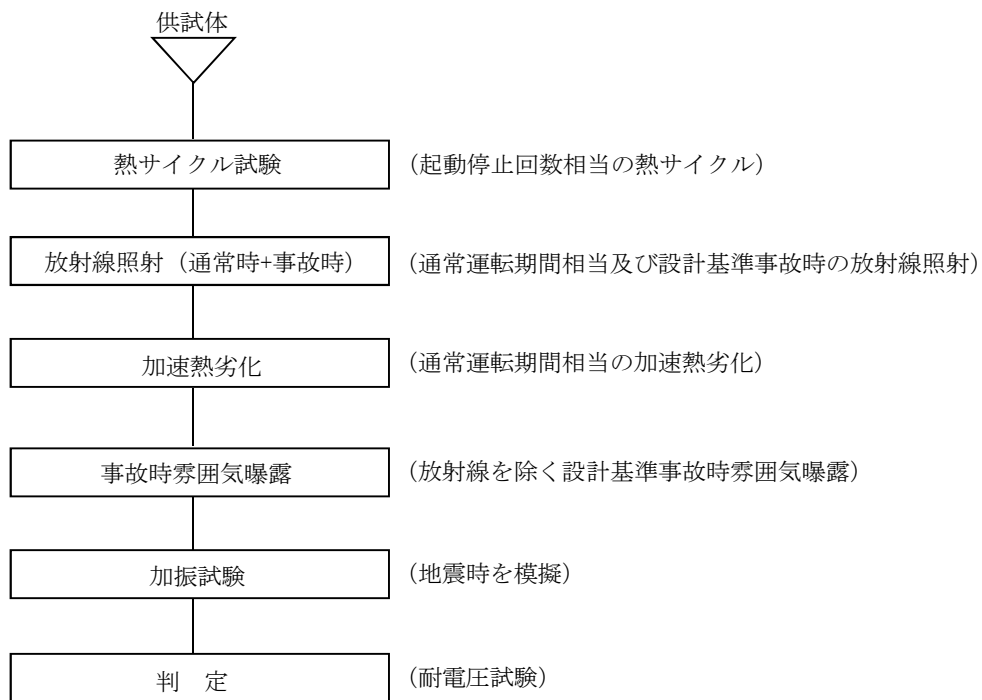 供試体
熱サイクル試験 (起動停止回数相当の熱サイクル)
放射線照射(通常時+事故時) (通常運転期間相当及び設計基準事故時の放射線照射)
加速熱劣化 (通常運転期間相当の加速熱劣化)
事故時雰囲気曝露 (放射線を除く設計基準事故時雰囲気曝露)
加振試験 (地震時を模擬)
判 定 (耐電圧試験)